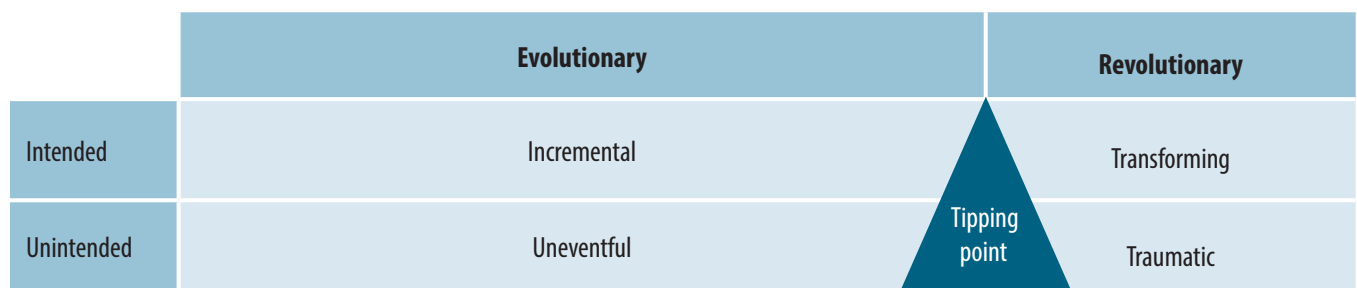 Evolutionary
Revolutionary
Intended
Incremental
Transforming
Unintended
Uneventful
Tipping
point
Traumatic